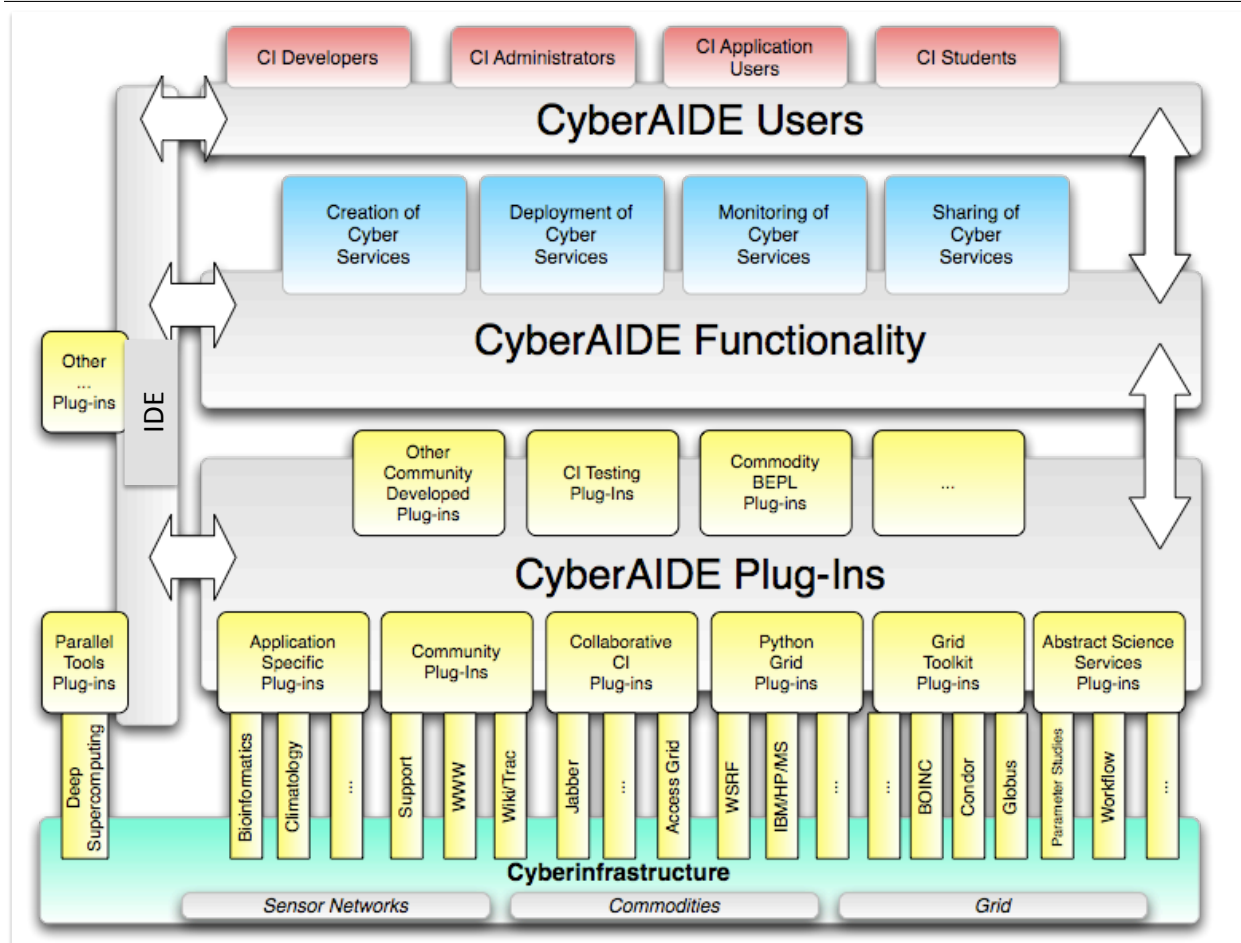 CI Developers
CI Administrators
CI Application
Users
CI Students
CyberAIDE Users
Creation of
Cyber
Services
Deployment of
Cyber
Services
Monitoring of
Cyber
Services
Sharing of
Cyber
Services
CyberAIDE Functionality
Other
...
Plug-ins
IDE
Other
Community
Developed
Plug-ins
CI Testing
Plug-Ins
Commodity
BEPL
Plug-ins
...
CyberAIDE Plug-Ins
Parallel
Tools
Plug-ins
Application
Specific
Plug-ins
Community
Plug-Ins
Collaborative
CI
Plug-ins
Python
Grid
Plug-ins
Grid
Toolkit
Plug-ins
Abstract Science
Services
Plug-ins
Deep
Supercomputing
Bioinformatics
Climatology
...
Support
WWW
Wiki/Trac
Jabber
...
Access Grid
WSRF
IBM/HP/MS
...
...
BOINC
Condor
Globus
Parameter Studies
Workflow
...
Cyberinfrastructure
Sensor Networks
Commodities
Grid